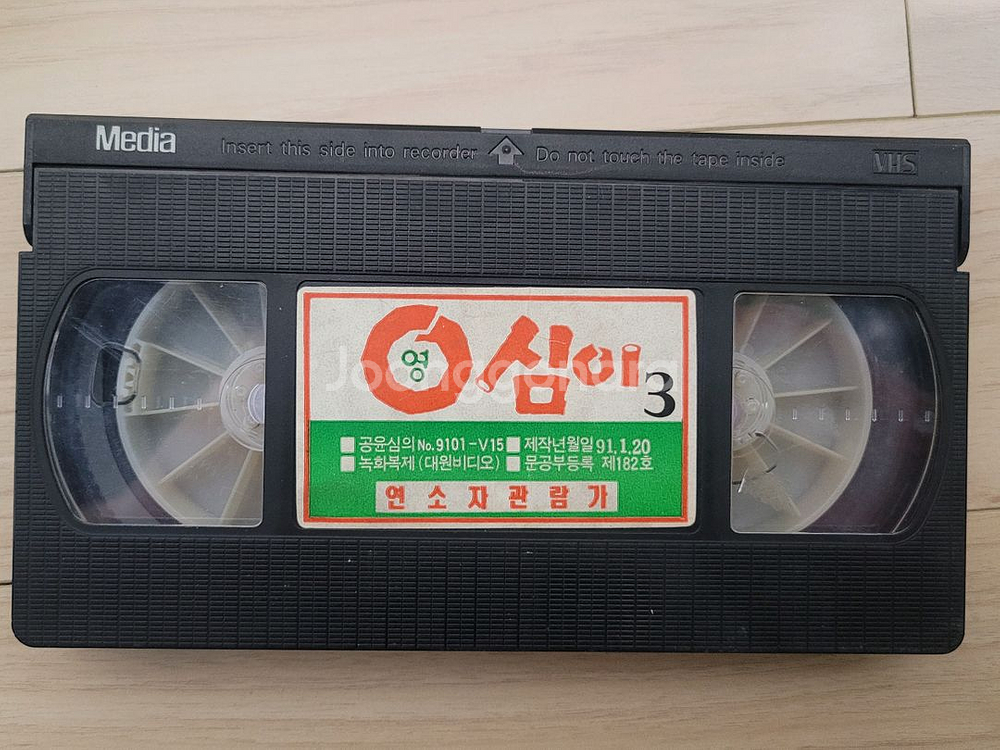 Media
Insert this side into recorder Do not touch the tape inside
VHS
영심이
3
■ 공윤심의 No.9101-V15 ■ 제작년월일 91.1.20
■ 녹화복제 (대원비디오) ■ 문공부등록 제182호
연소자관람가